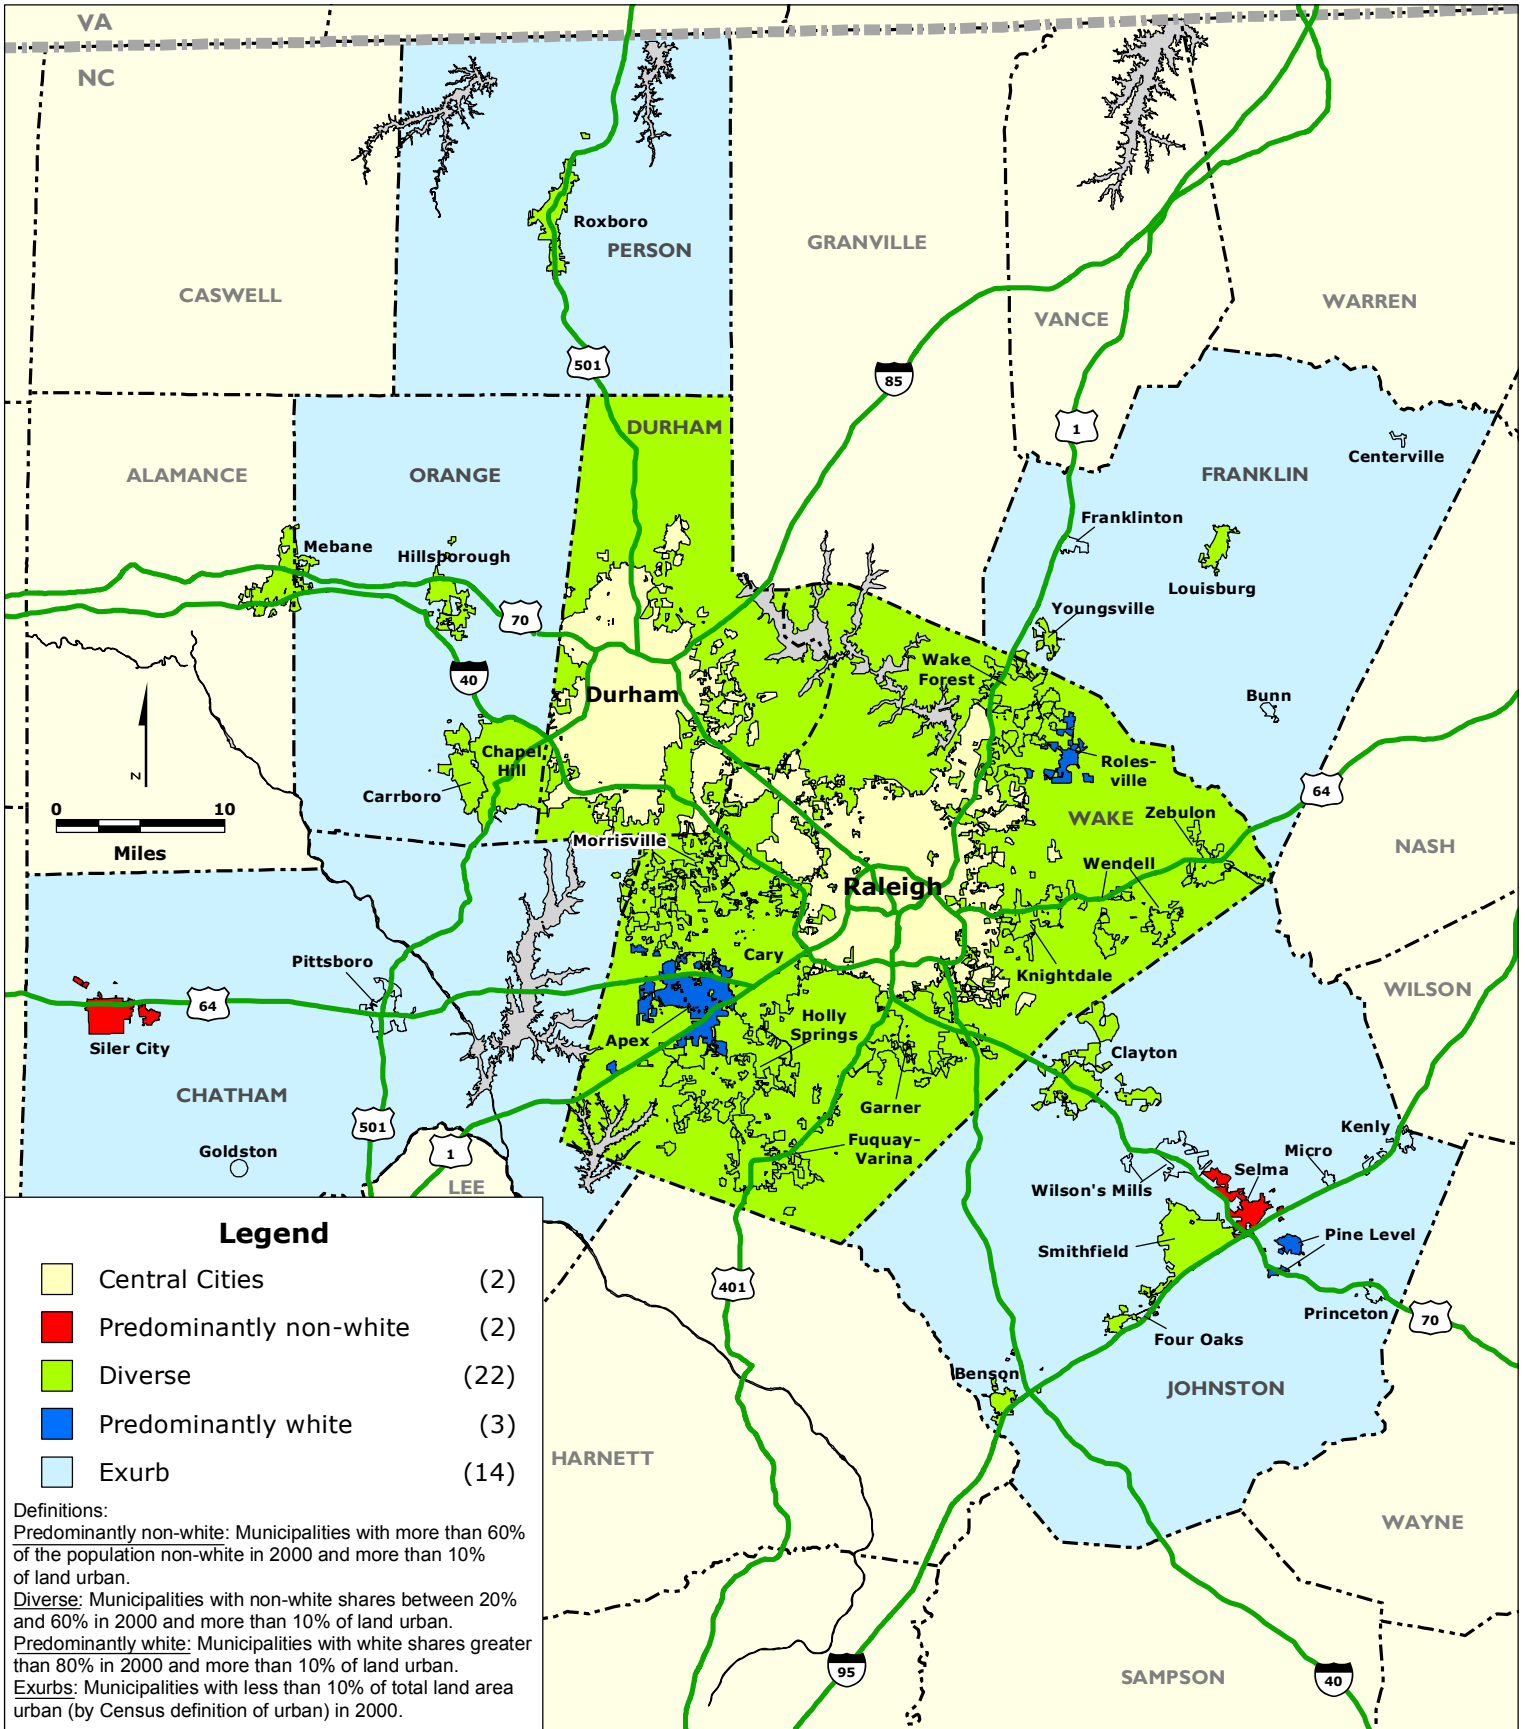 VA
NC
CASWELL
Roxboro
PERSON
GRANVILLE
VANCE
WARREN
501
85
1
ALAMANCE
ORANGE
DURHAM
FRANKLIN
Centerville
Franklinton
Louisburg
Youngsville
Mebane
Hillsborough
70
40
Wake
Forest
Durham
Bunn
Chapel
Hill
Carrboro
Roles-
ville
64
N
0 10
Miles
Morrisville
WAKE
Zebulon
Wendell
NASH
Raleigh
Cary
Knightdale
Pittsboro
64
Siler City
WILSON
Holly
Springs
Apex
Clayton
CHATHAM
Garner
501
Goldston
1
LEE
Fuquay-
Varina
Kenly
Micro
Selma
Wilson's Mills
Smithfield
Pine Level
401
Princeton
70
Four Oaks
Benson
JOHNSTON
HARNETT
WAYNE
95
SAMPSON
40
Legend
Central Cities (2)
Predominantly non-white (2)
Diverse (22)
Predominantly white (3)
Exurb (14)
Definitions:
Predominantly non-white: Municipalities with more than 60%
of the population non-white in 2000 and more than 10%
of land urban.
Diverse: Municipalities with non-white shares between 20%
and 60% in 2000 and more than 10% of land urban.
Predominantly white: Municipalities with white shares greater
than 80% in 2000 and more than 10% of land urban.
Exurbs: Municipalities with less than 10% of total land area
urban (by Census definition of urban) in 2000.